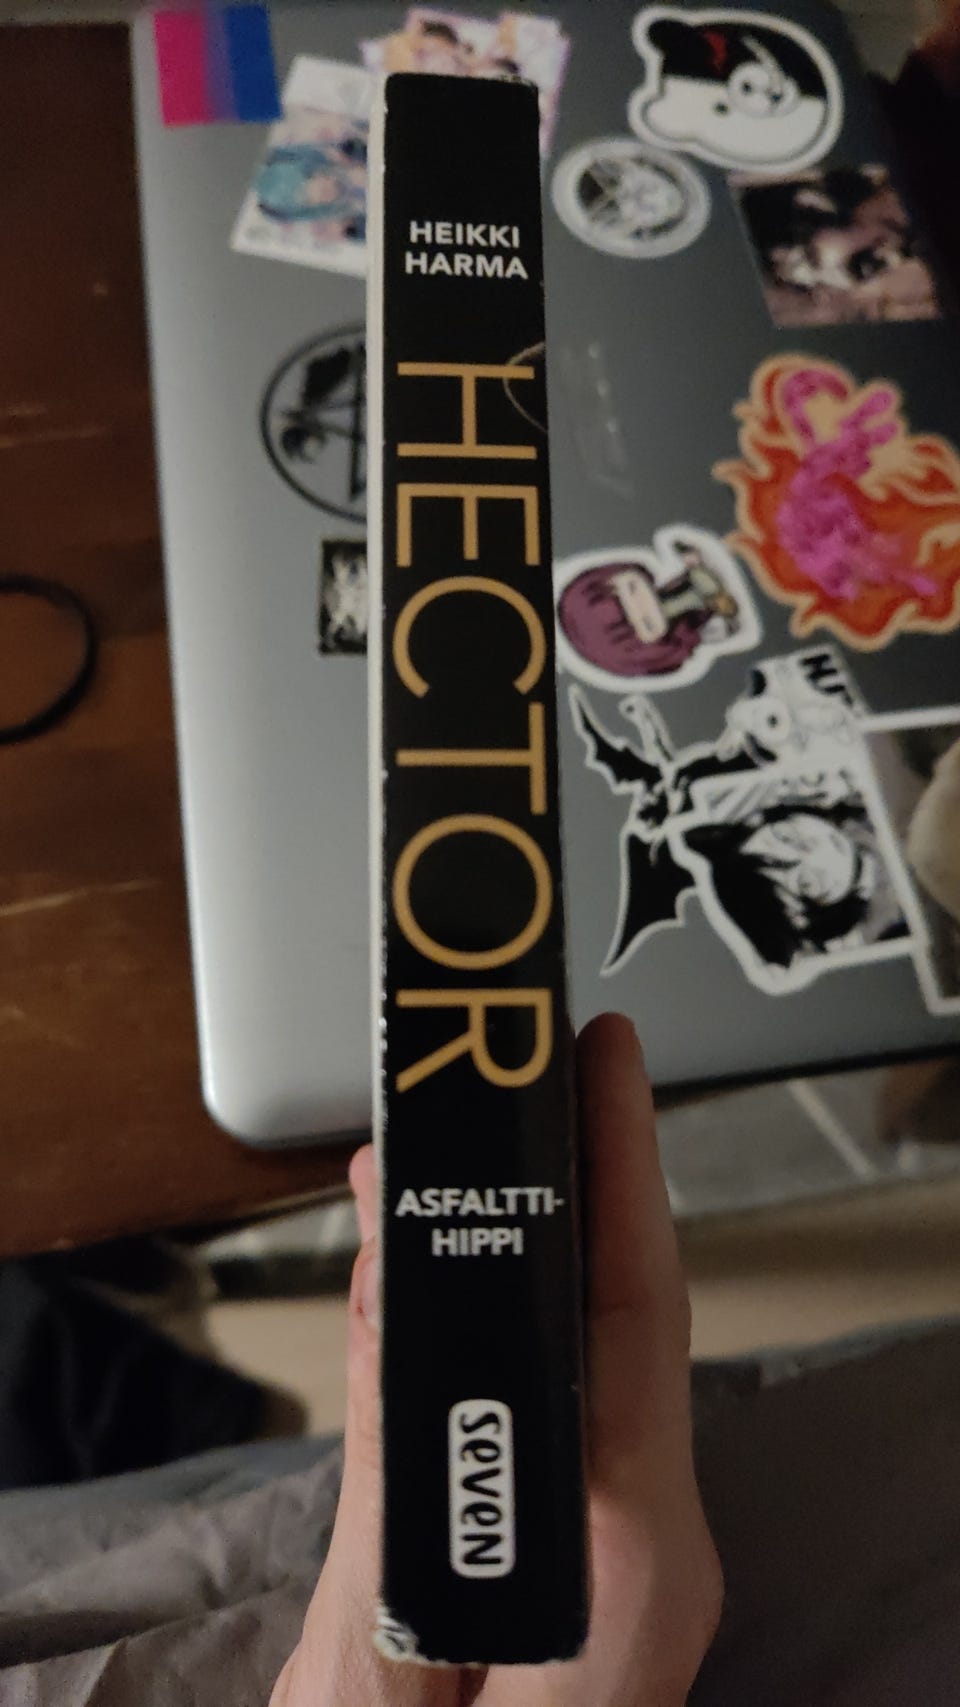 HEIKKI
HARMA
HECTOR
ASFALTTI-
HIPPI
seven